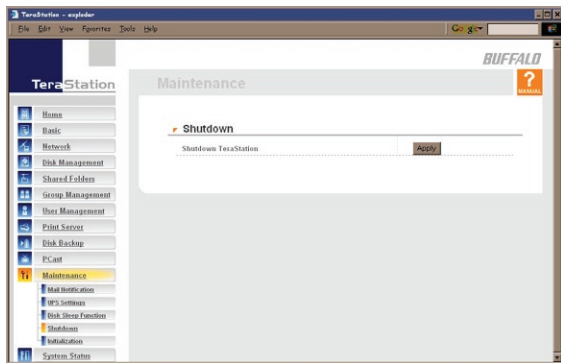 TeraStation - exploder
File Edit View Favorites Tools Help
BUFFALO
TeraStation
Maintenance
MANUAL
Home
Basic
Network
Disk Management
Shared Folders
Group Management
User Management
Print Server
Disk Backup
PCast
Maintenance
Mail Notification
UPS Settings
Disk Sleep Function
Shutdown
Initialization
System Status
Shutdown
Shutdown TeraStation
Apply